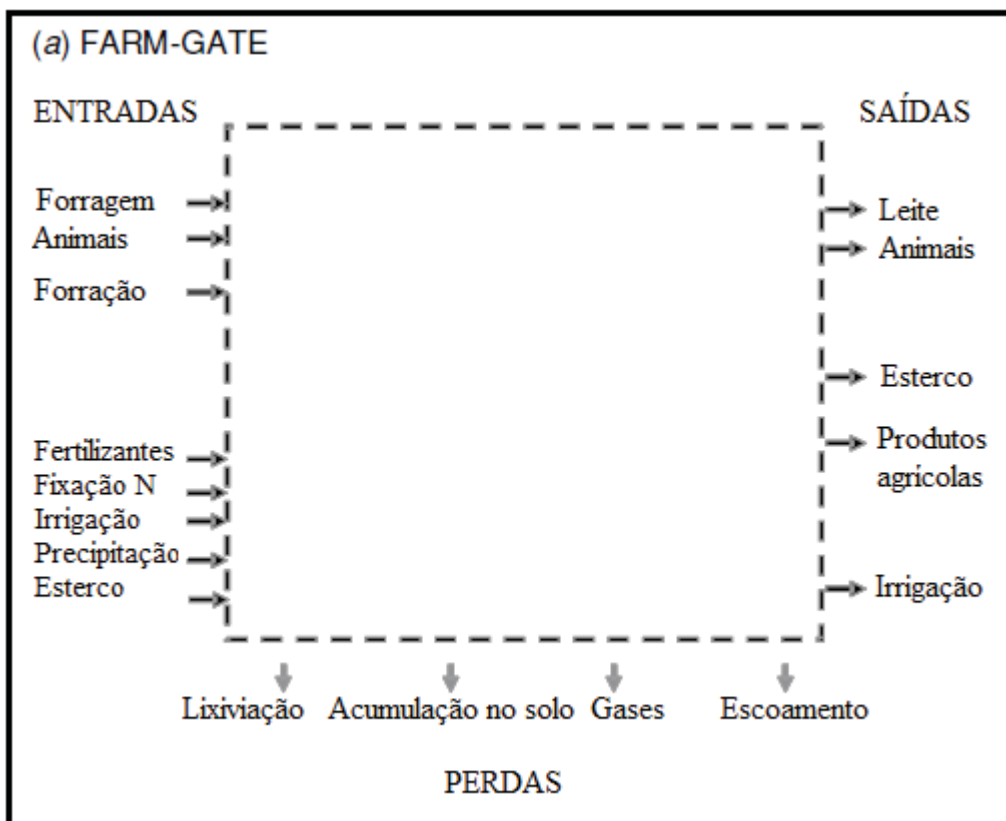 (a) FARM-GATE
ENTRADAS
SAÍDAS
Forragem
Animais
Forração
Fertilizantes
Fixação N
Irrigação
Precipitação
Esterco
Leite
Animais
Esterco
Produtos
agrícolas
Irrigação
Lixiviação
Acumulação no solo
Gases
Escoamento
PERDAS